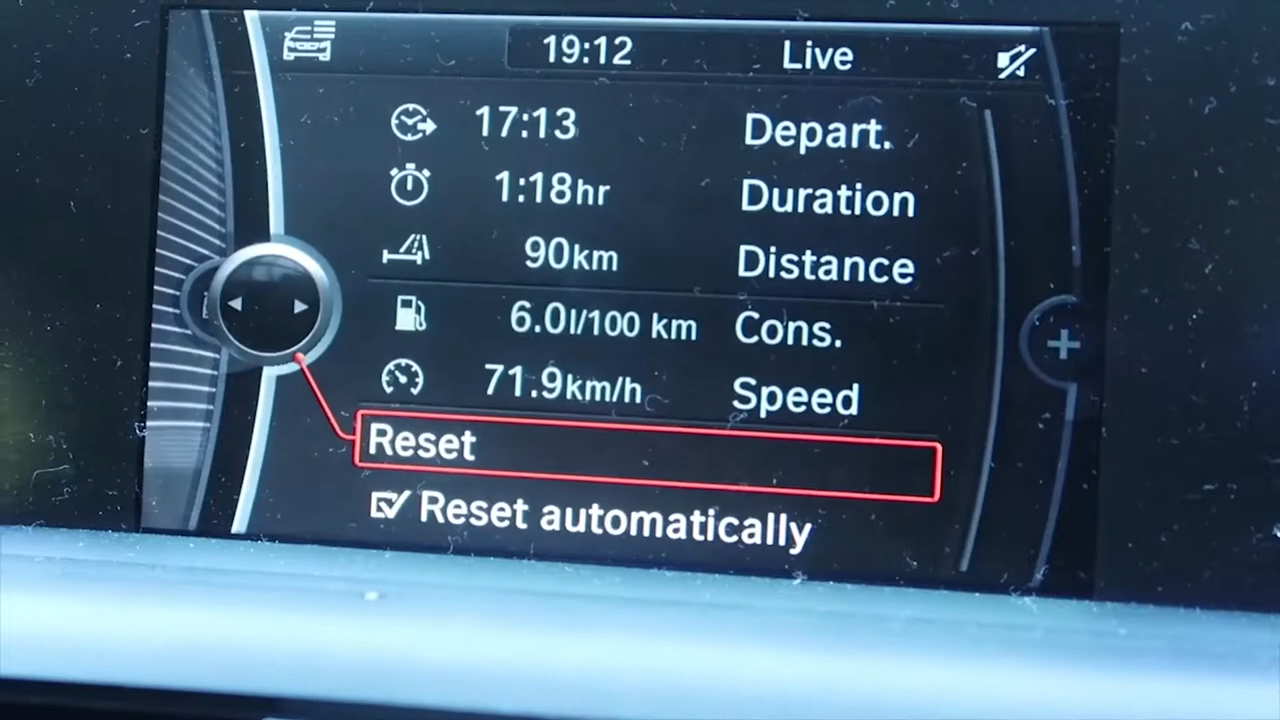 19:12 Live
17:13 Depart.
1:18hr Duration
90km Distance
6.0l/100 km Cons.
71.9km/h Speed
Reset
Reset automatically